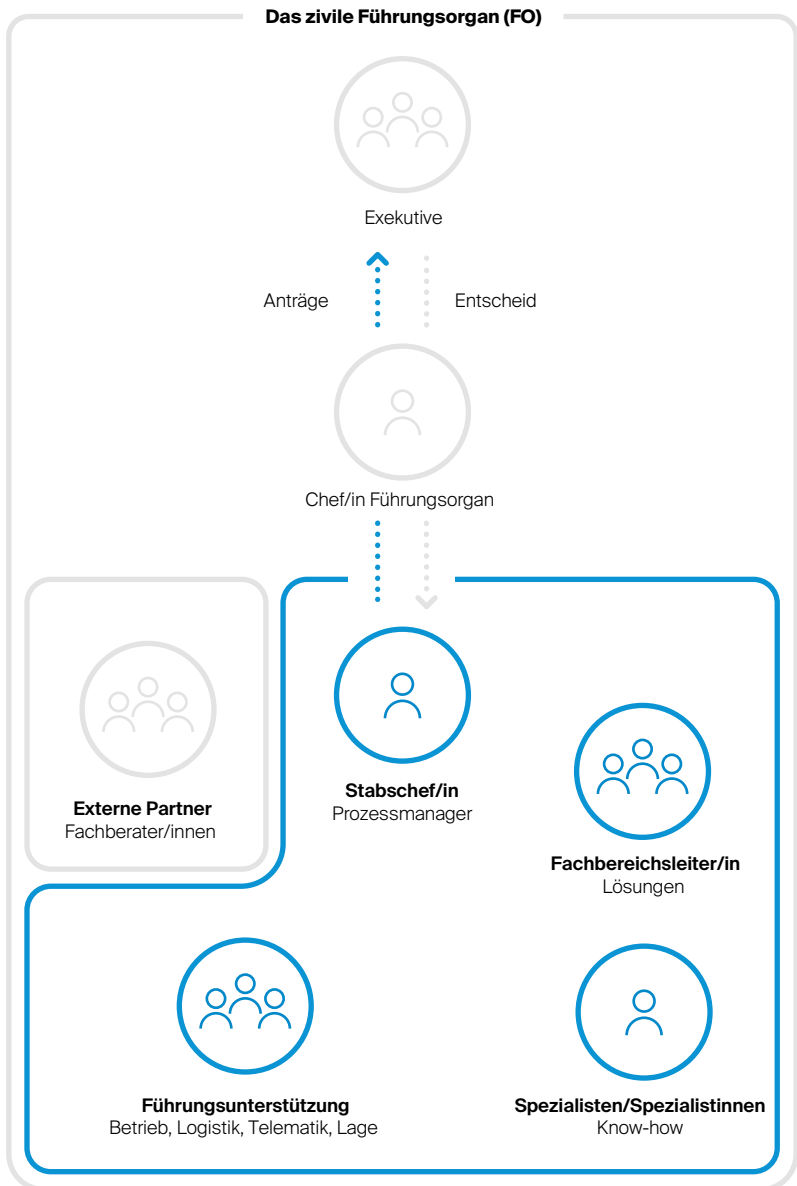 Das zivile Führungsorgan (FO)
Exekutive
Anträge
Entscheid
Chef/in Führungsorgan
Externe Partner
Fachberater/innen
Stabschef/in
Prozessmanager
Fachbereichsleiter/in
Lösungen
Führungsunterstützung
Betrieb, Logistik, Telematik, Lage
Spezialisten/Spezialistinnen
Know-how